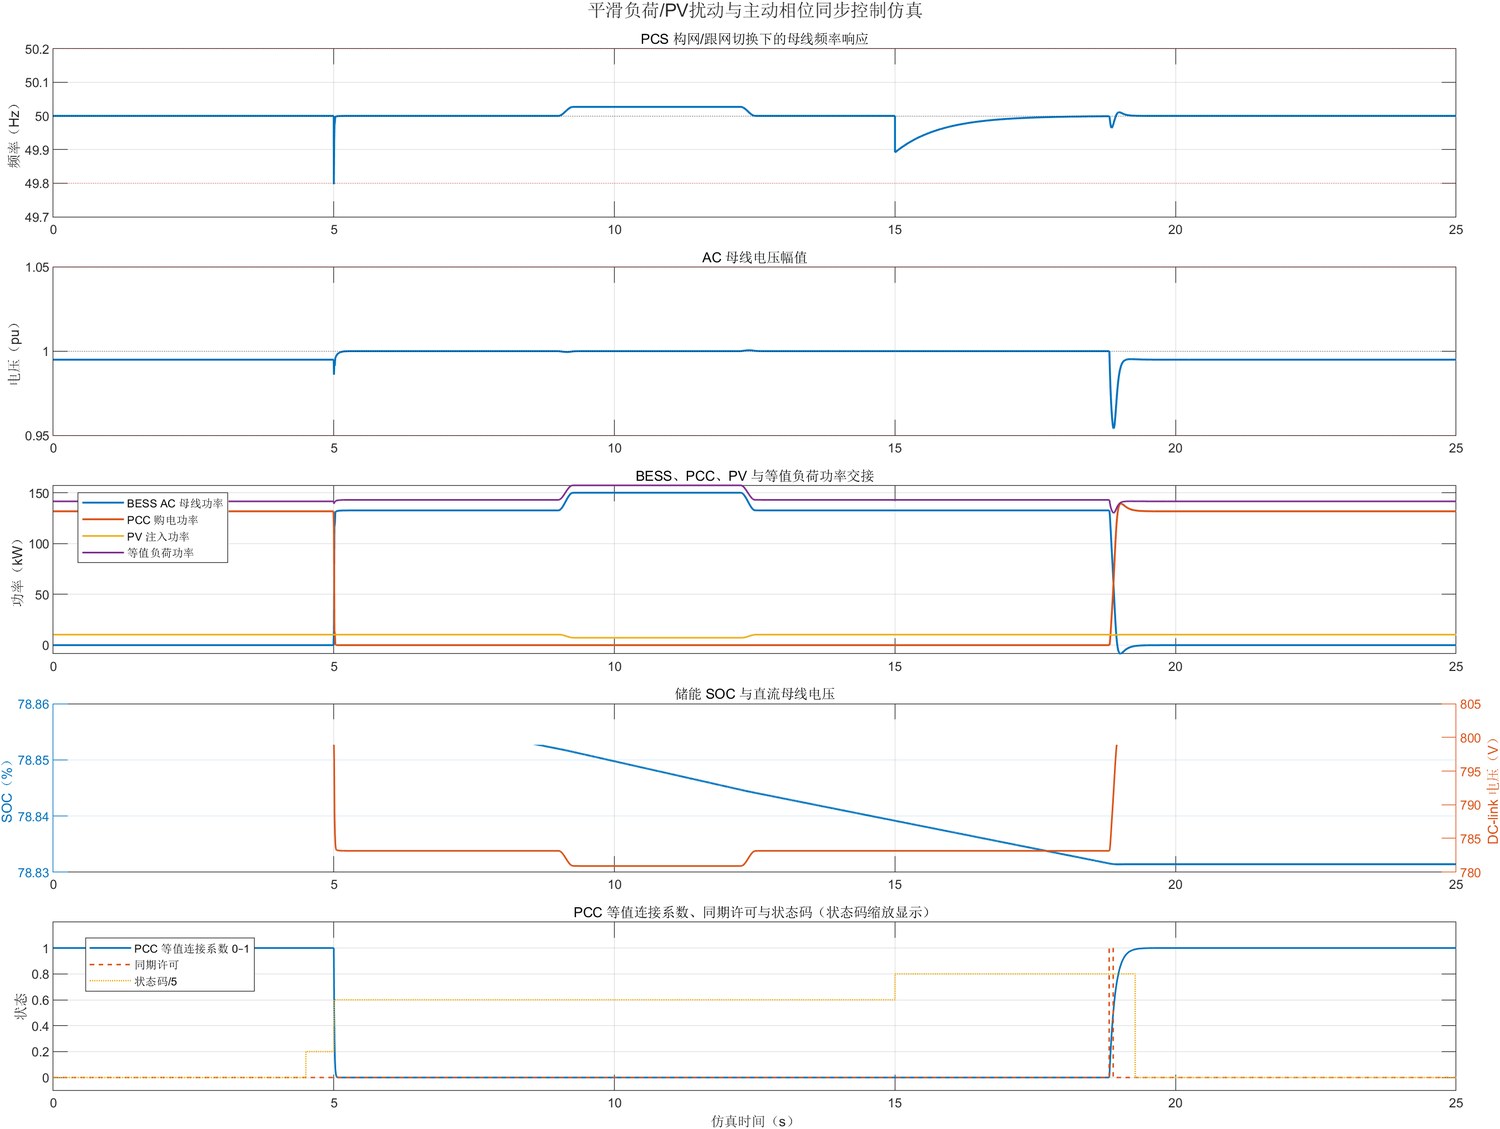 平滑负荷/PV扰动与主动相位同步控制仿真
PCS 构网/跟网切换下的母线频率响应
频率（Hz）
50.2
50.1
50
49.9
49.8
49.7
0 5 10 15 20 25
AC 母线电压幅值
电压（pu）
1.05
1
0.95
0 5 10 15 20 25
BESS、PCC、PV 与等值负荷功率交接
功率（kW）
150
100
50
0
BESS AC 母线功率
PCC 购电功率
PV 注入功率
等值负荷功率
0 5 10 15 20 25
储能 SOC 与直流母线电压
SOC（%）
78.86
78.85
78.84
78.83
805
800
795
790
785
780
DC-link 电压（V）
0 5 10 15 20 25
PCC 等值连接系数、同期许可与状态码（状态码缩放显示）
状态
1
0.8
0.6
0.4
0.2
0
PCC 等值连接系数 0-1
同期许可
状态码/5
0 5 10 15 20 25
仿真时间（s）